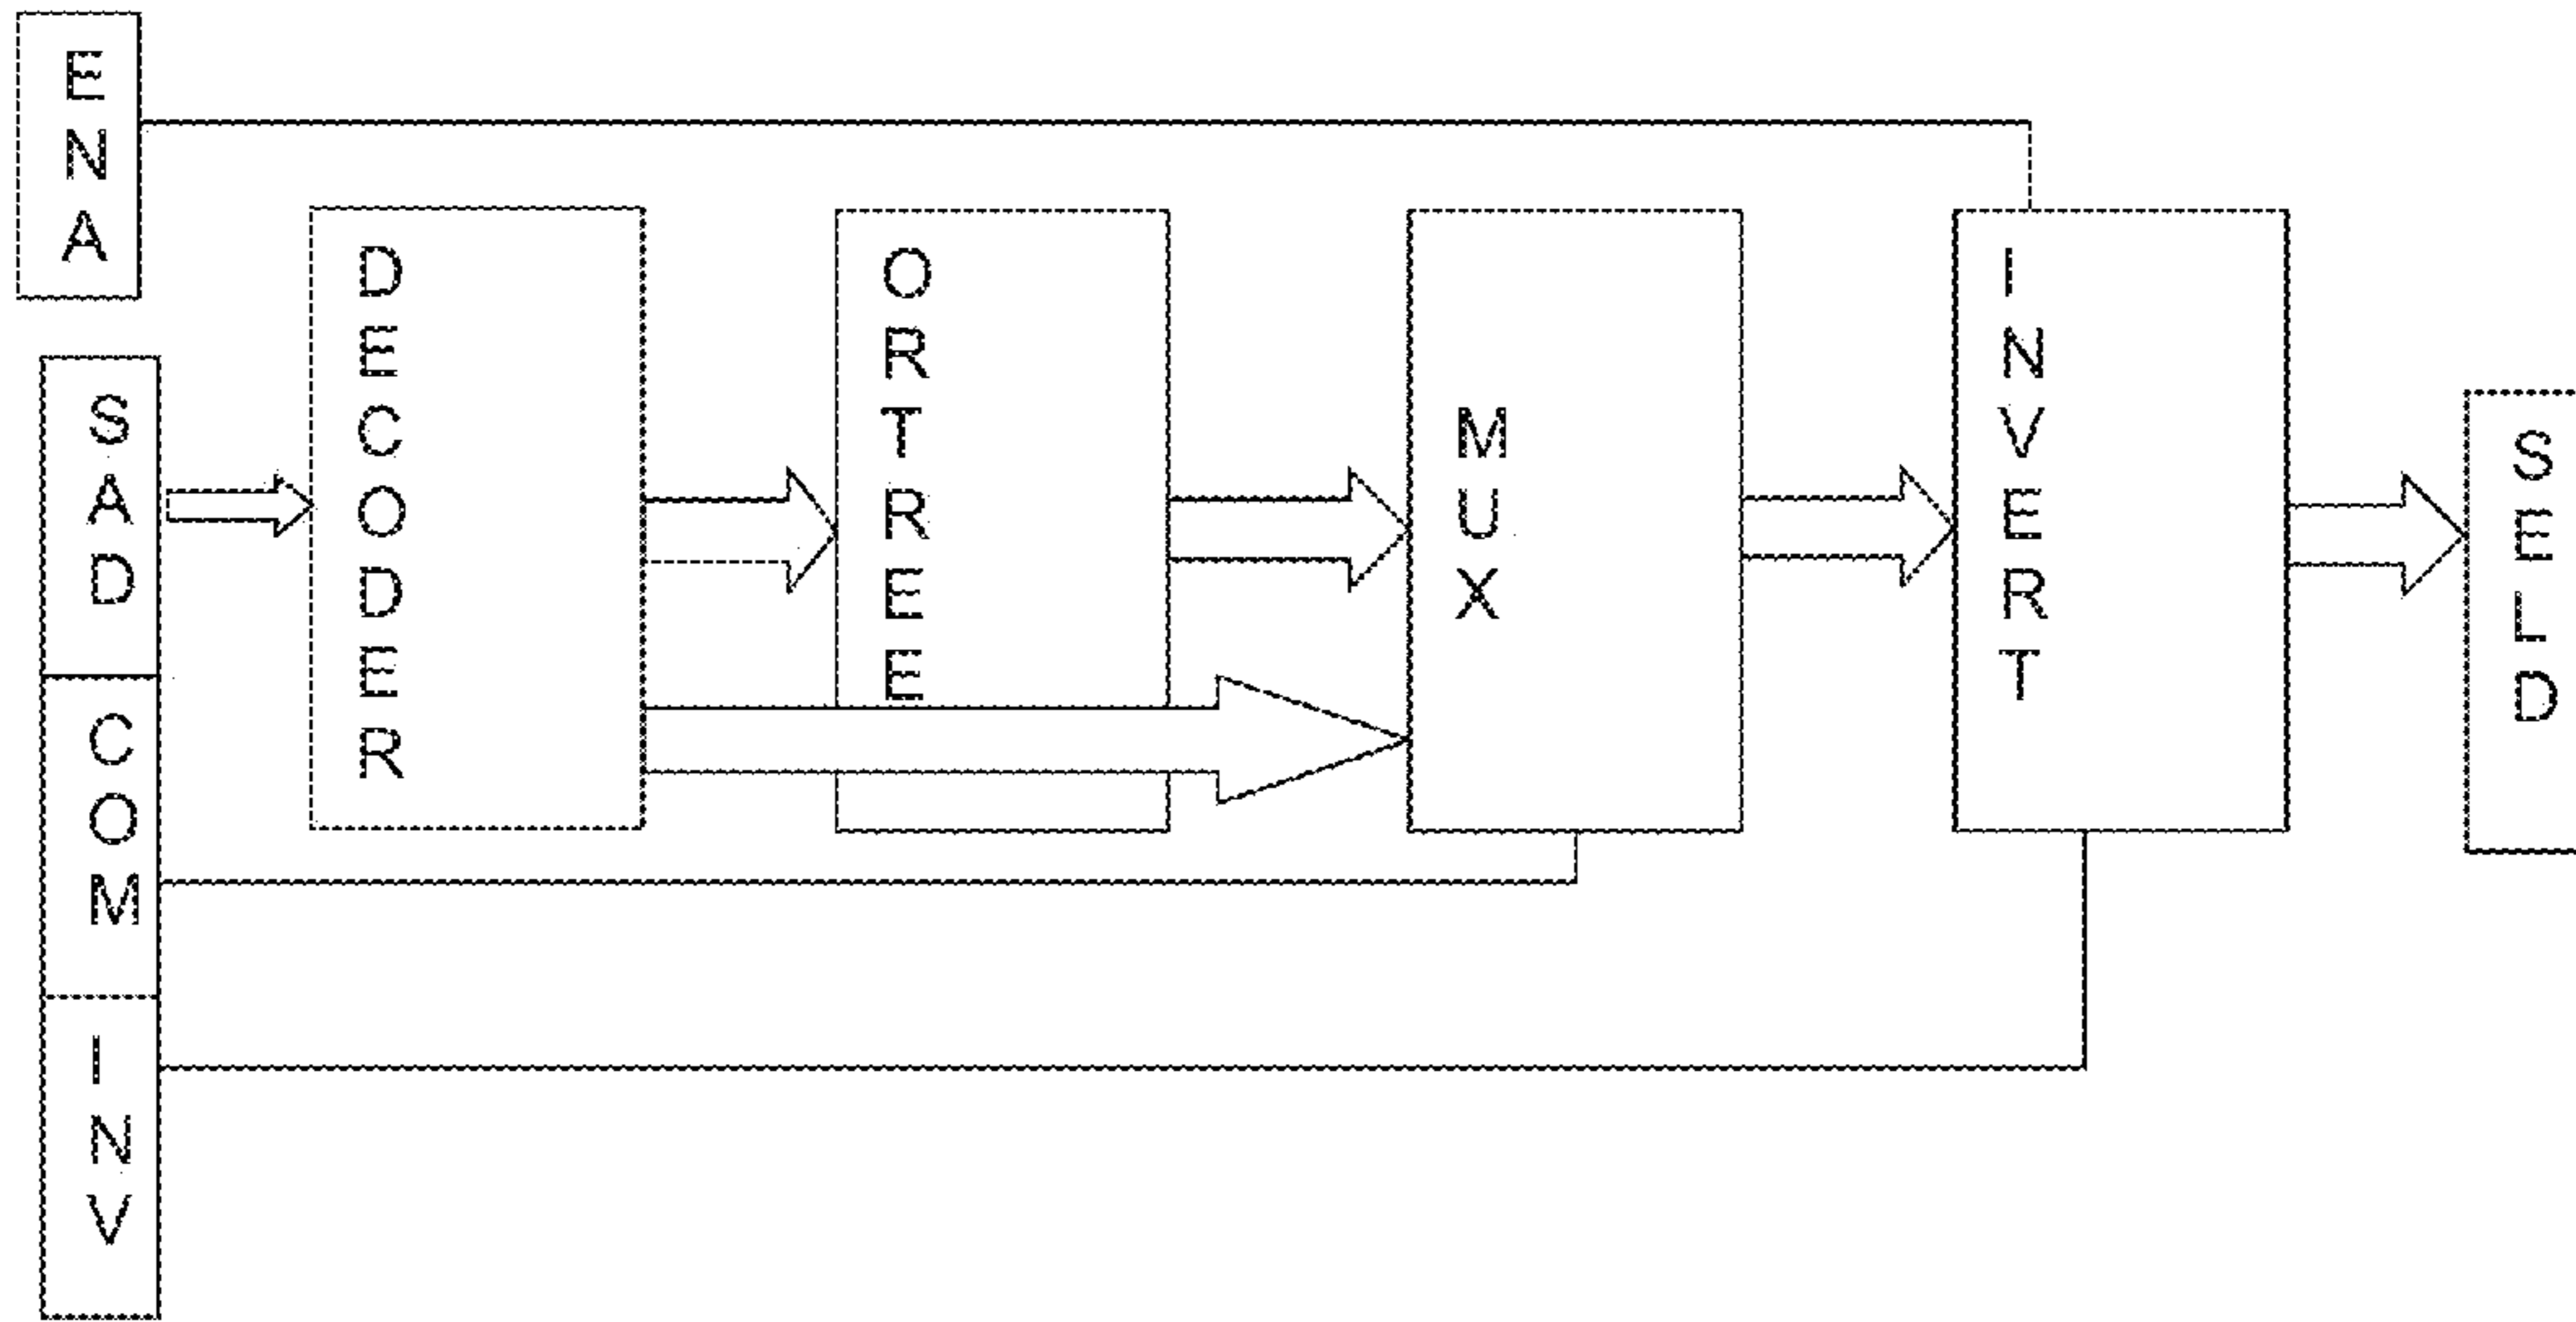 ENA
SAD
COM
INV
DECODER
ORTREE
MUX
INVERT
SELD